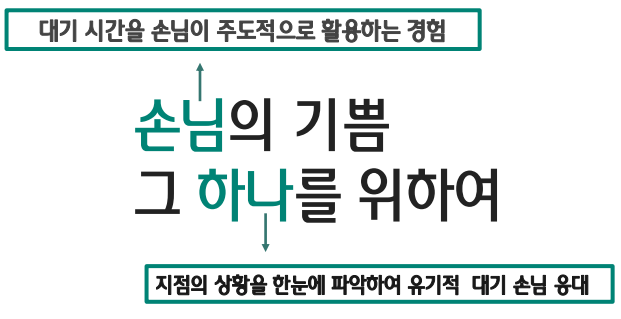 대기 시간을 손님이 주도적으로 활용하는 경험
손님의 기쁨
그 하나를 위하여
지점의 상황을 한눈에 파악하여 유기적 대기 손님 응대